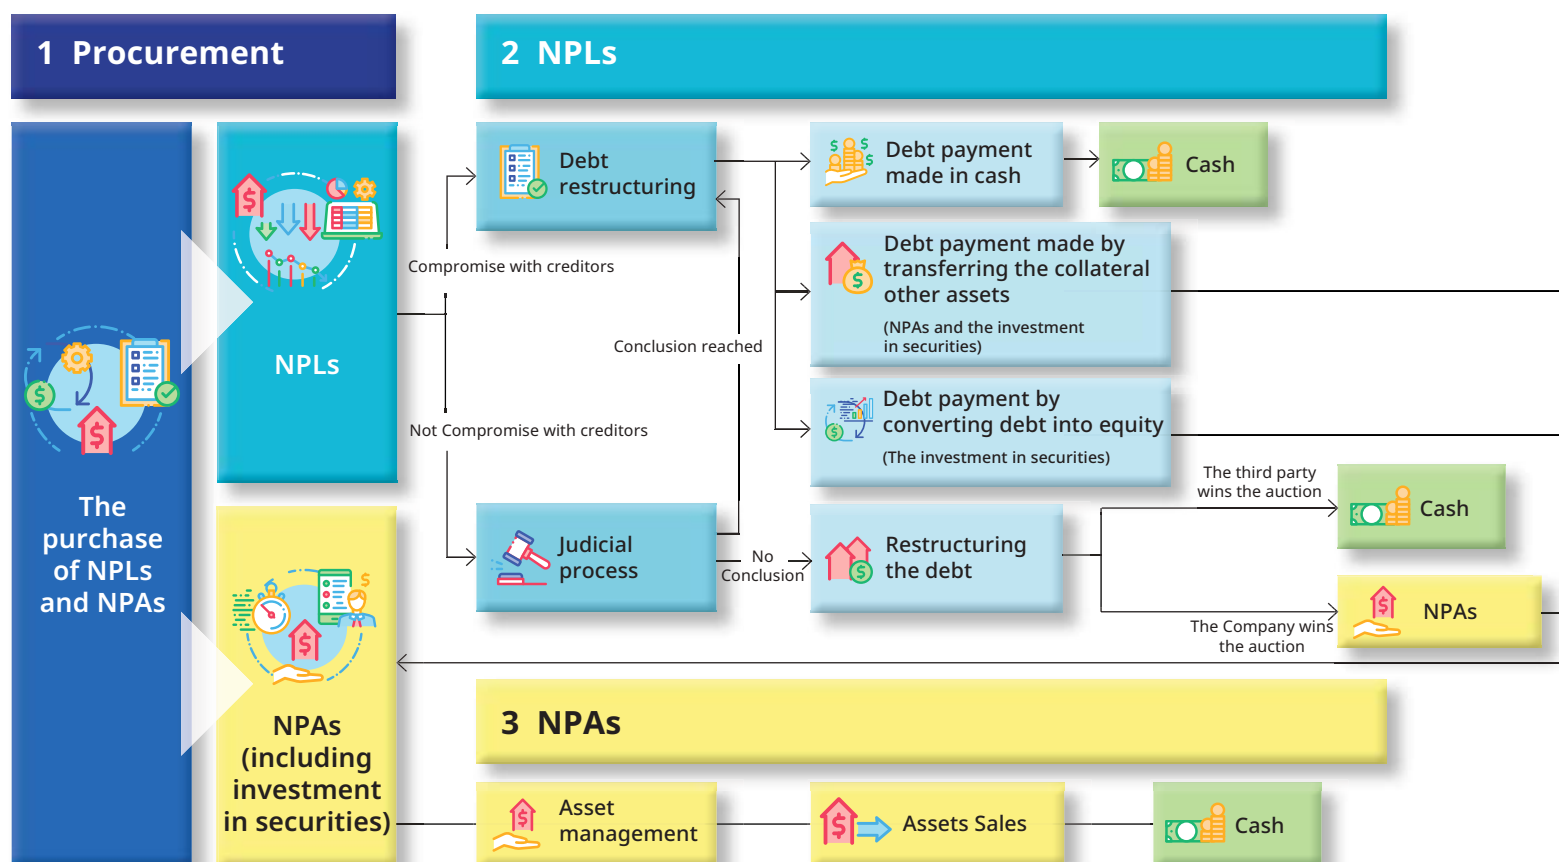 1 Procurement
2 NPLs
The
purchase
of NPLs
and NPAs
NPLs
NPAs
(including
investment
in securities)
Compromise with creditors
Not Compromise with creditors
Debt
restructuring
Conclusion reached
Judicial
process
No
Conclusion
Debt payment
made in cash
Cash
Debt payment made by
transferring the collateral
other assets
(NPAs and the investment
in securities)
Debt payment by
converting debt into equity
(The investment in securities)
Restructuring
the debt
The third party
wins the auction
Cash
The Company wins
the auction
NPAs
3 NPAs
Asset
management
Assets Sales
Cash